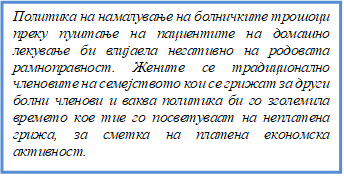 Политика на намалување на болничките трошоци
преку пуштање на пациентите на домашно
лекување би влијаела негативно на родовата
рамноправност. Жените се традиционално
членовите на семејството кои се грижат за други
болни членови и ваква политика би го зголемила
времето кое тие го посветуваат на неплатена
грижа, за сметка на платена економска
активност.